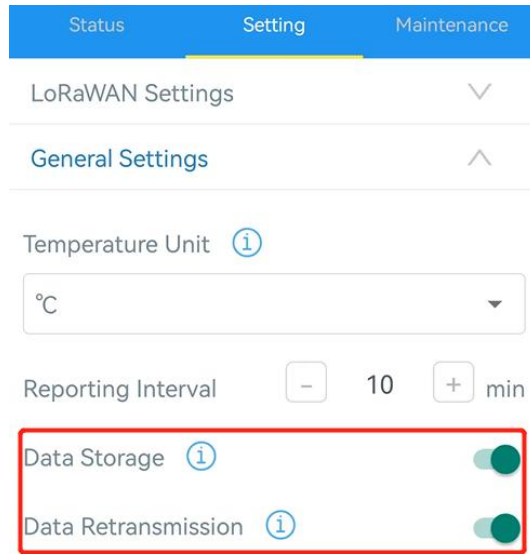 Status Setting Maintenance
LoRaWAN Settings
General Settings
Temperature Unit i
℃
Reporting Interval - 10 + min
Data Storage i
Data Retransmission i